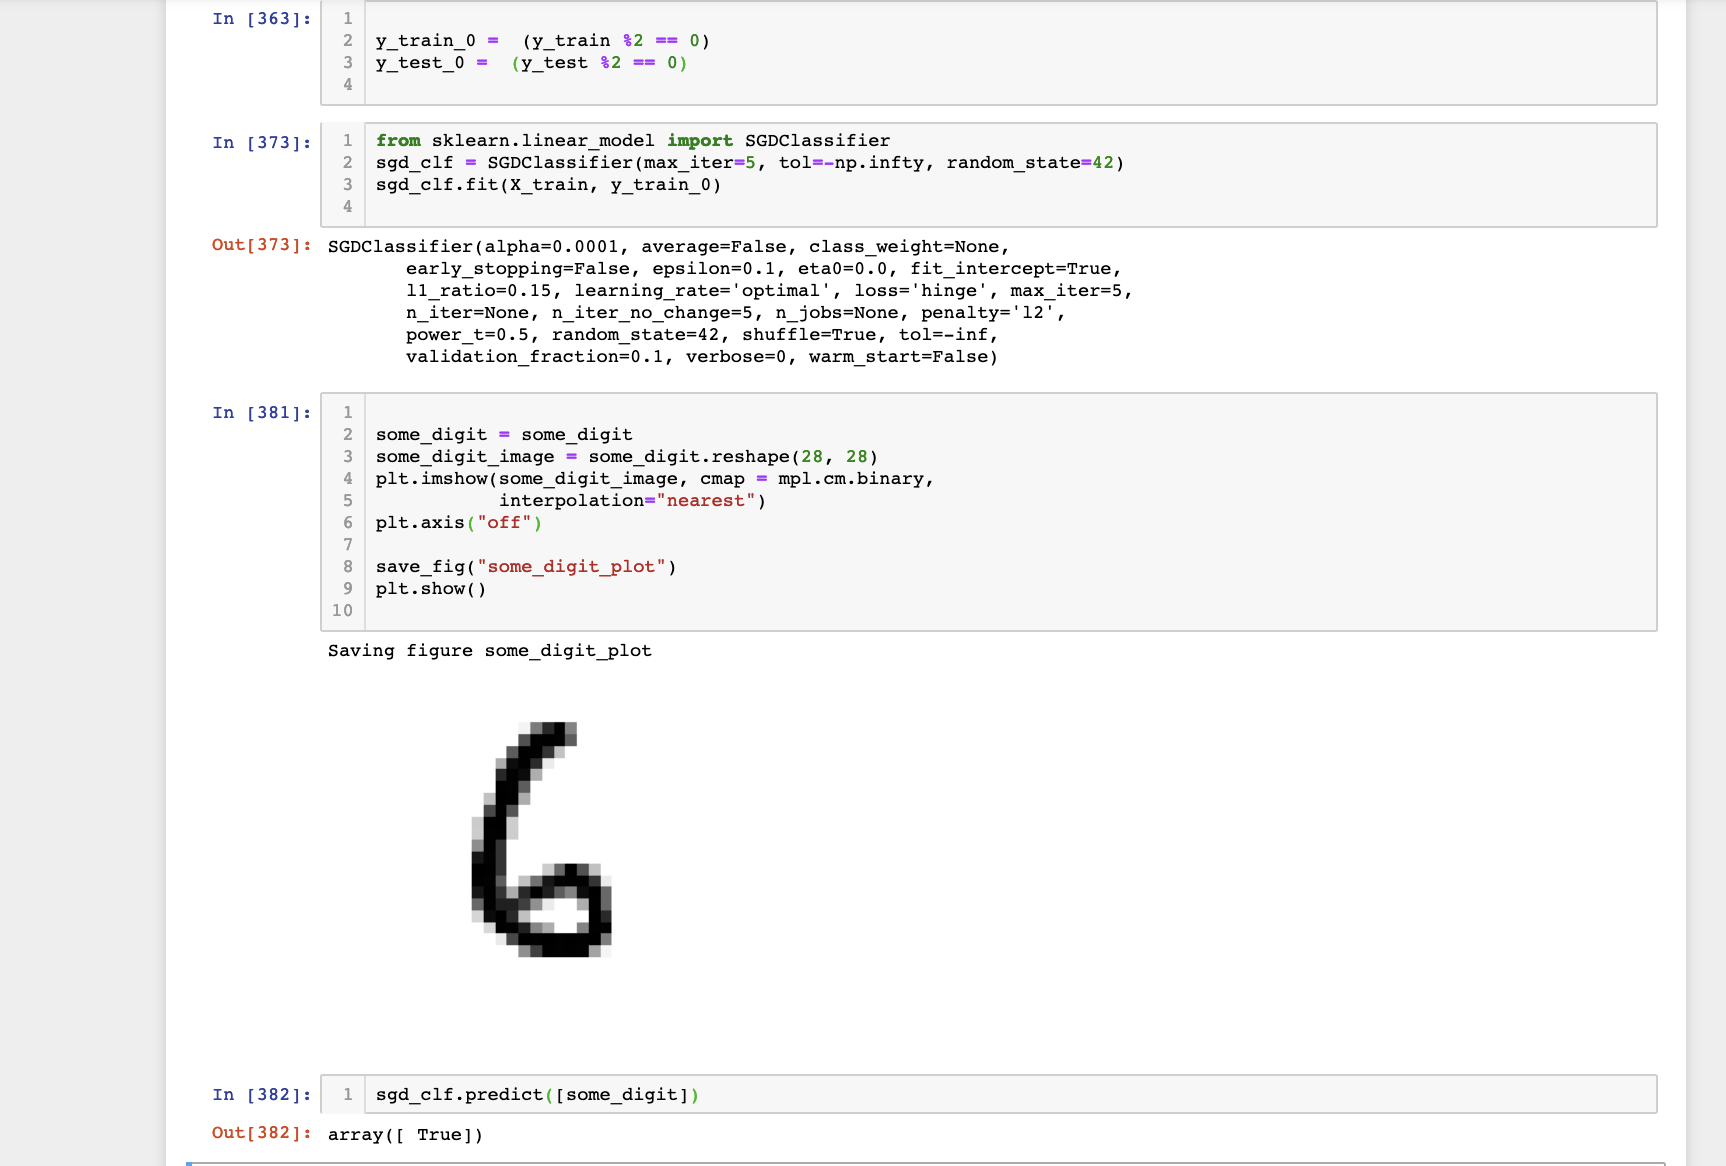 In [363]:
1
2 y_train_0 =  (y_train %2 == 0)
3 y_test_0 =  (y_test %2 == 0)
4
In [373]:
1 from sklearn.linear_model import SGDClassifier
2 sgd_clf = SGDClassifier(max_iter=5, tol=-np.infty, random_state=42)
3 sgd_clf.fit(X_train, y_train_0)
4
Out[373]: SGDClassifier(alpha=0.0001, average=False, class_weight=None,
early_stopping=False, epsilon=0.1, eta0=0.0, fit_intercept=True,
l1_ratio=0.15, learning_rate='optimal', loss='hinge', max_iter=5,
n_iter=None, n_iter_no_change=5, n_jobs=None, penalty='l2',
power_t=0.5, random_state=42, shuffle=True, tol=-inf,
validation_fraction=0.1, verbose=0, warm_start=False)
In [381]:
1
2 some_digit = some_digit
3 some_digit_image = some_digit.reshape(28, 28)
4 plt.imshow(some_digit_image, cmap = mpl.cm.binary,
5            interpolation="nearest")
6 plt.axis("off")
7
8 save_fig("some_digit_plot")
9 plt.show()
10
Saving figure some_digit_plot
6
In [382]: 1 sgd_clf.predict([some_digit])
Out[382]: array([ True])